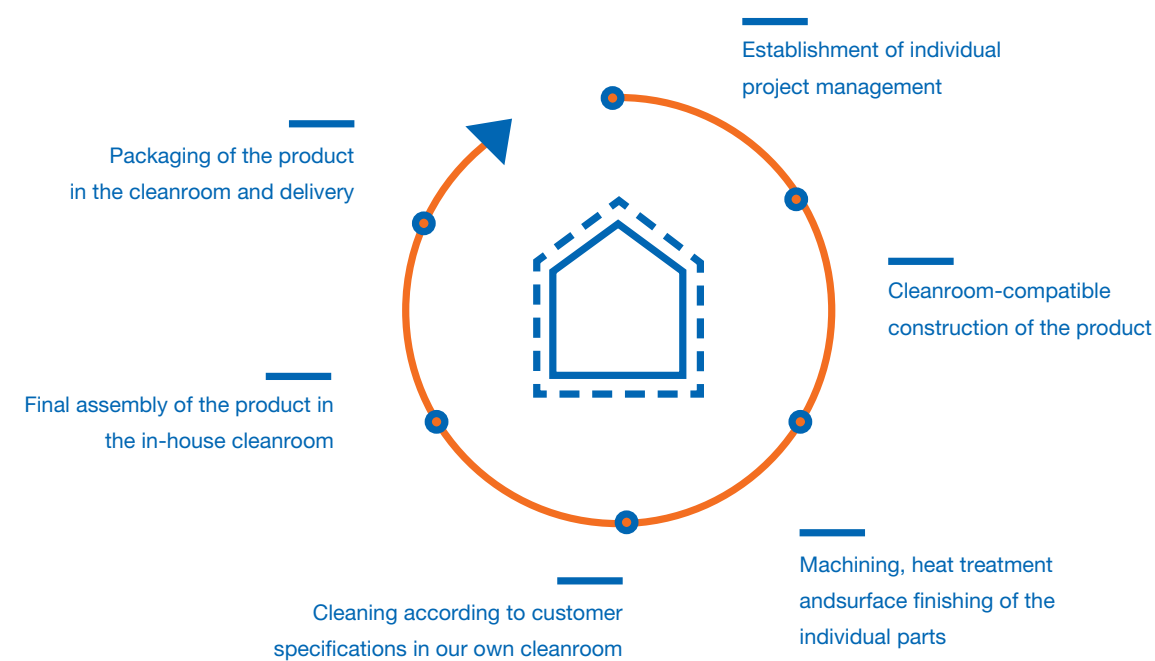 Establishment of individual
project management
Cleanroom-compatible
construction of the product
Machining, heat treatment
andsurface finishing of the
individual parts
Cleaning according to customer
specifications in our own cleanroom
Final assembly of the product in
the in-house cleanroom
Packaging of the product
in the cleanroom and delivery